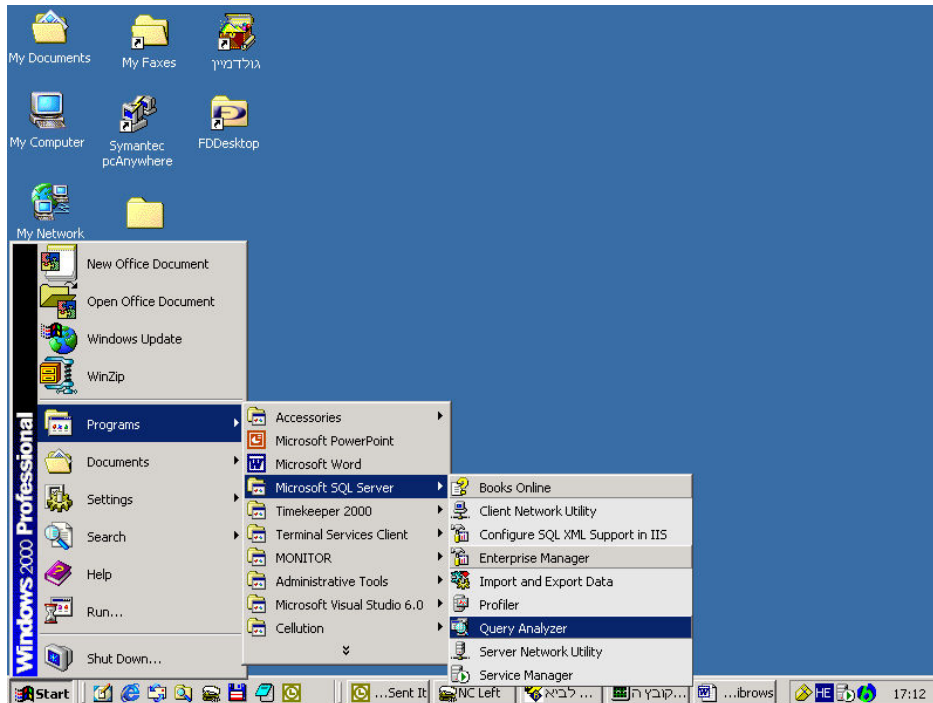 My Documents
My Faxes
גולדמיין
My Computer
Symantec
pcAnywhere
FDDesktop
My Network
New Office Document
Open Office Document
Windows Update
WinZip
Programs
Documents
Settings
Search
Help
Run...
Shut Down...
Windows 2000 Professional
Accessories
Microsoft PowerPoint
Microsoft Word
Microsoft SQL Server
Timekeeper 2000
Terminal Services Client
MONITOR
Administrative Tools
Microsoft Visual Studio 6.0
Cellution
Books Online
Client Network Utility
Configure SQL XML Support in IIS
Enterprise Manager
Import and Export Data
Profiler
Query Analyzer
Server Network Utility
Service Manager
Start
...Sent It
NC Left
לביא ...
קובץ ה...
...ibrows
HE
17:12